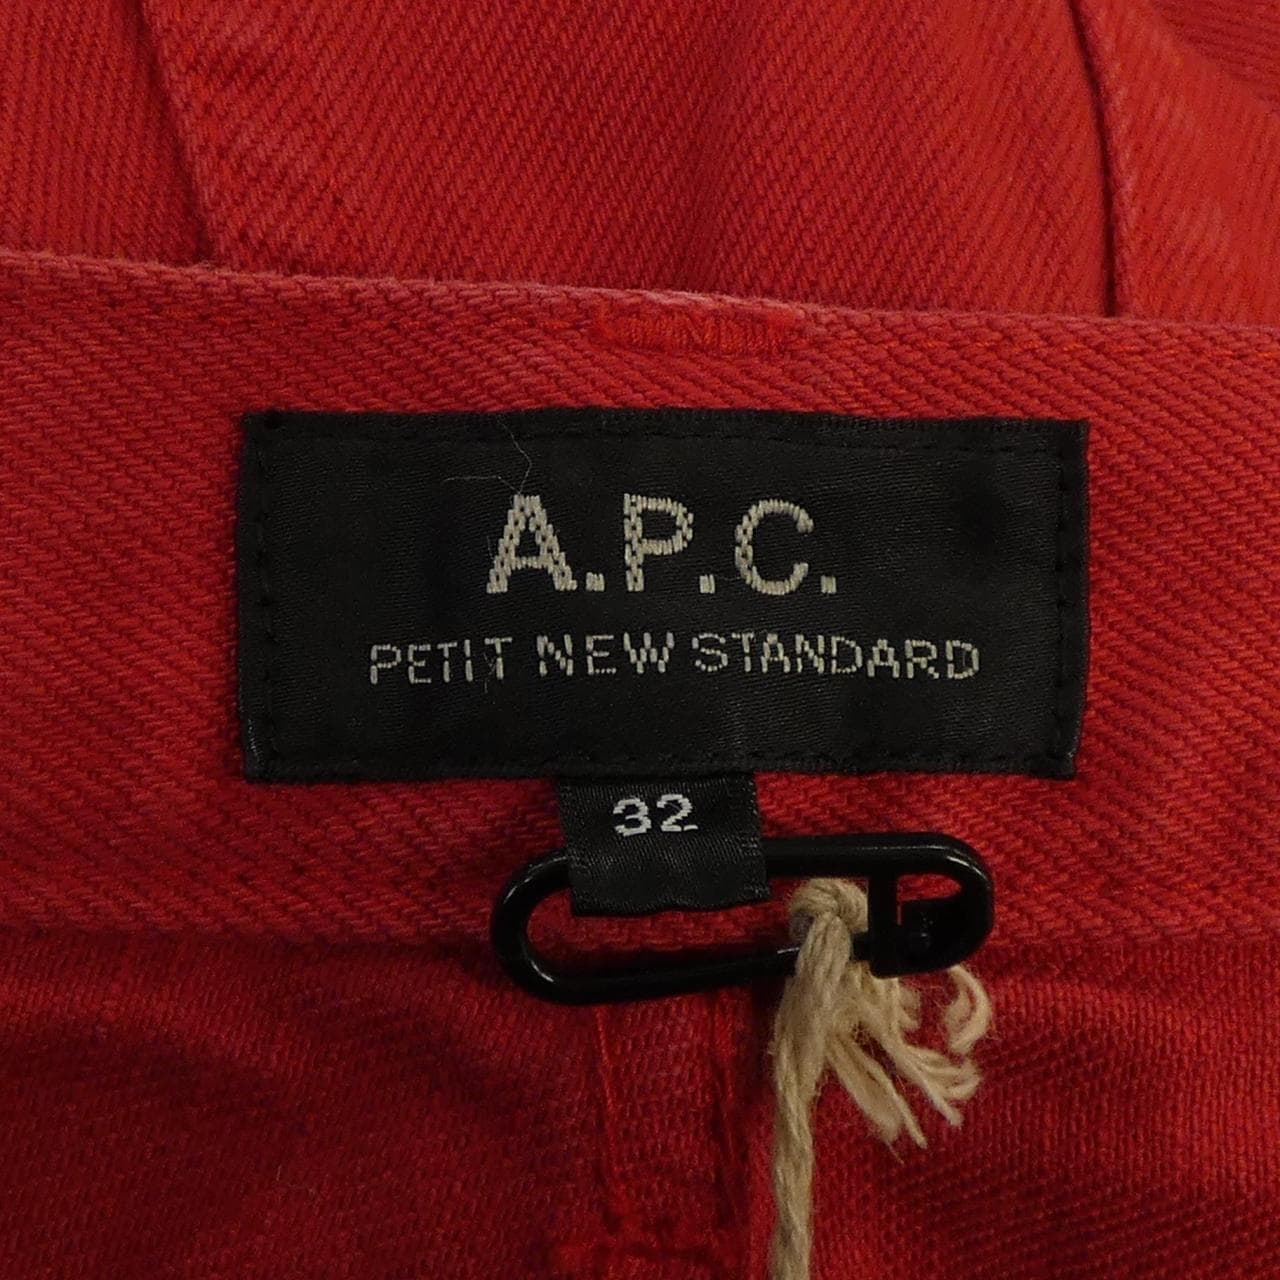 A.P.C.
PETIT NEW STANDARD
32